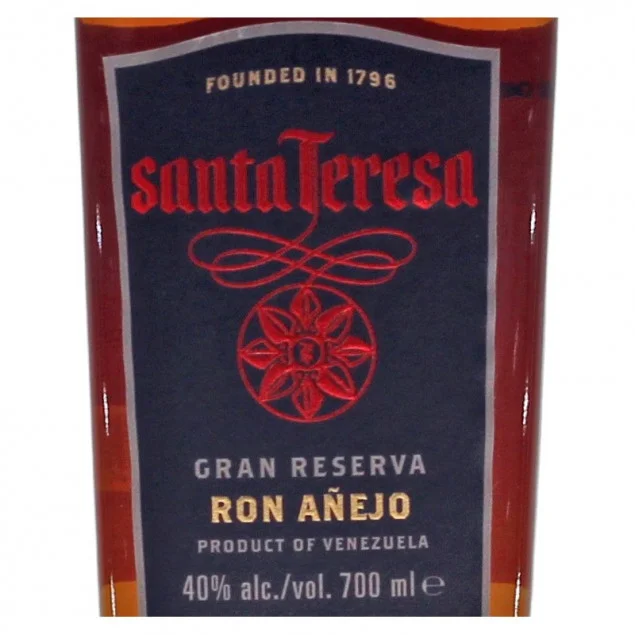 FOUNDED IN 1796
Santa Teresa
GRAN RESERVA
RON AÑEJO
PRODUCT OF VENEZUELA
40% alc./vol. 700 ml ℮